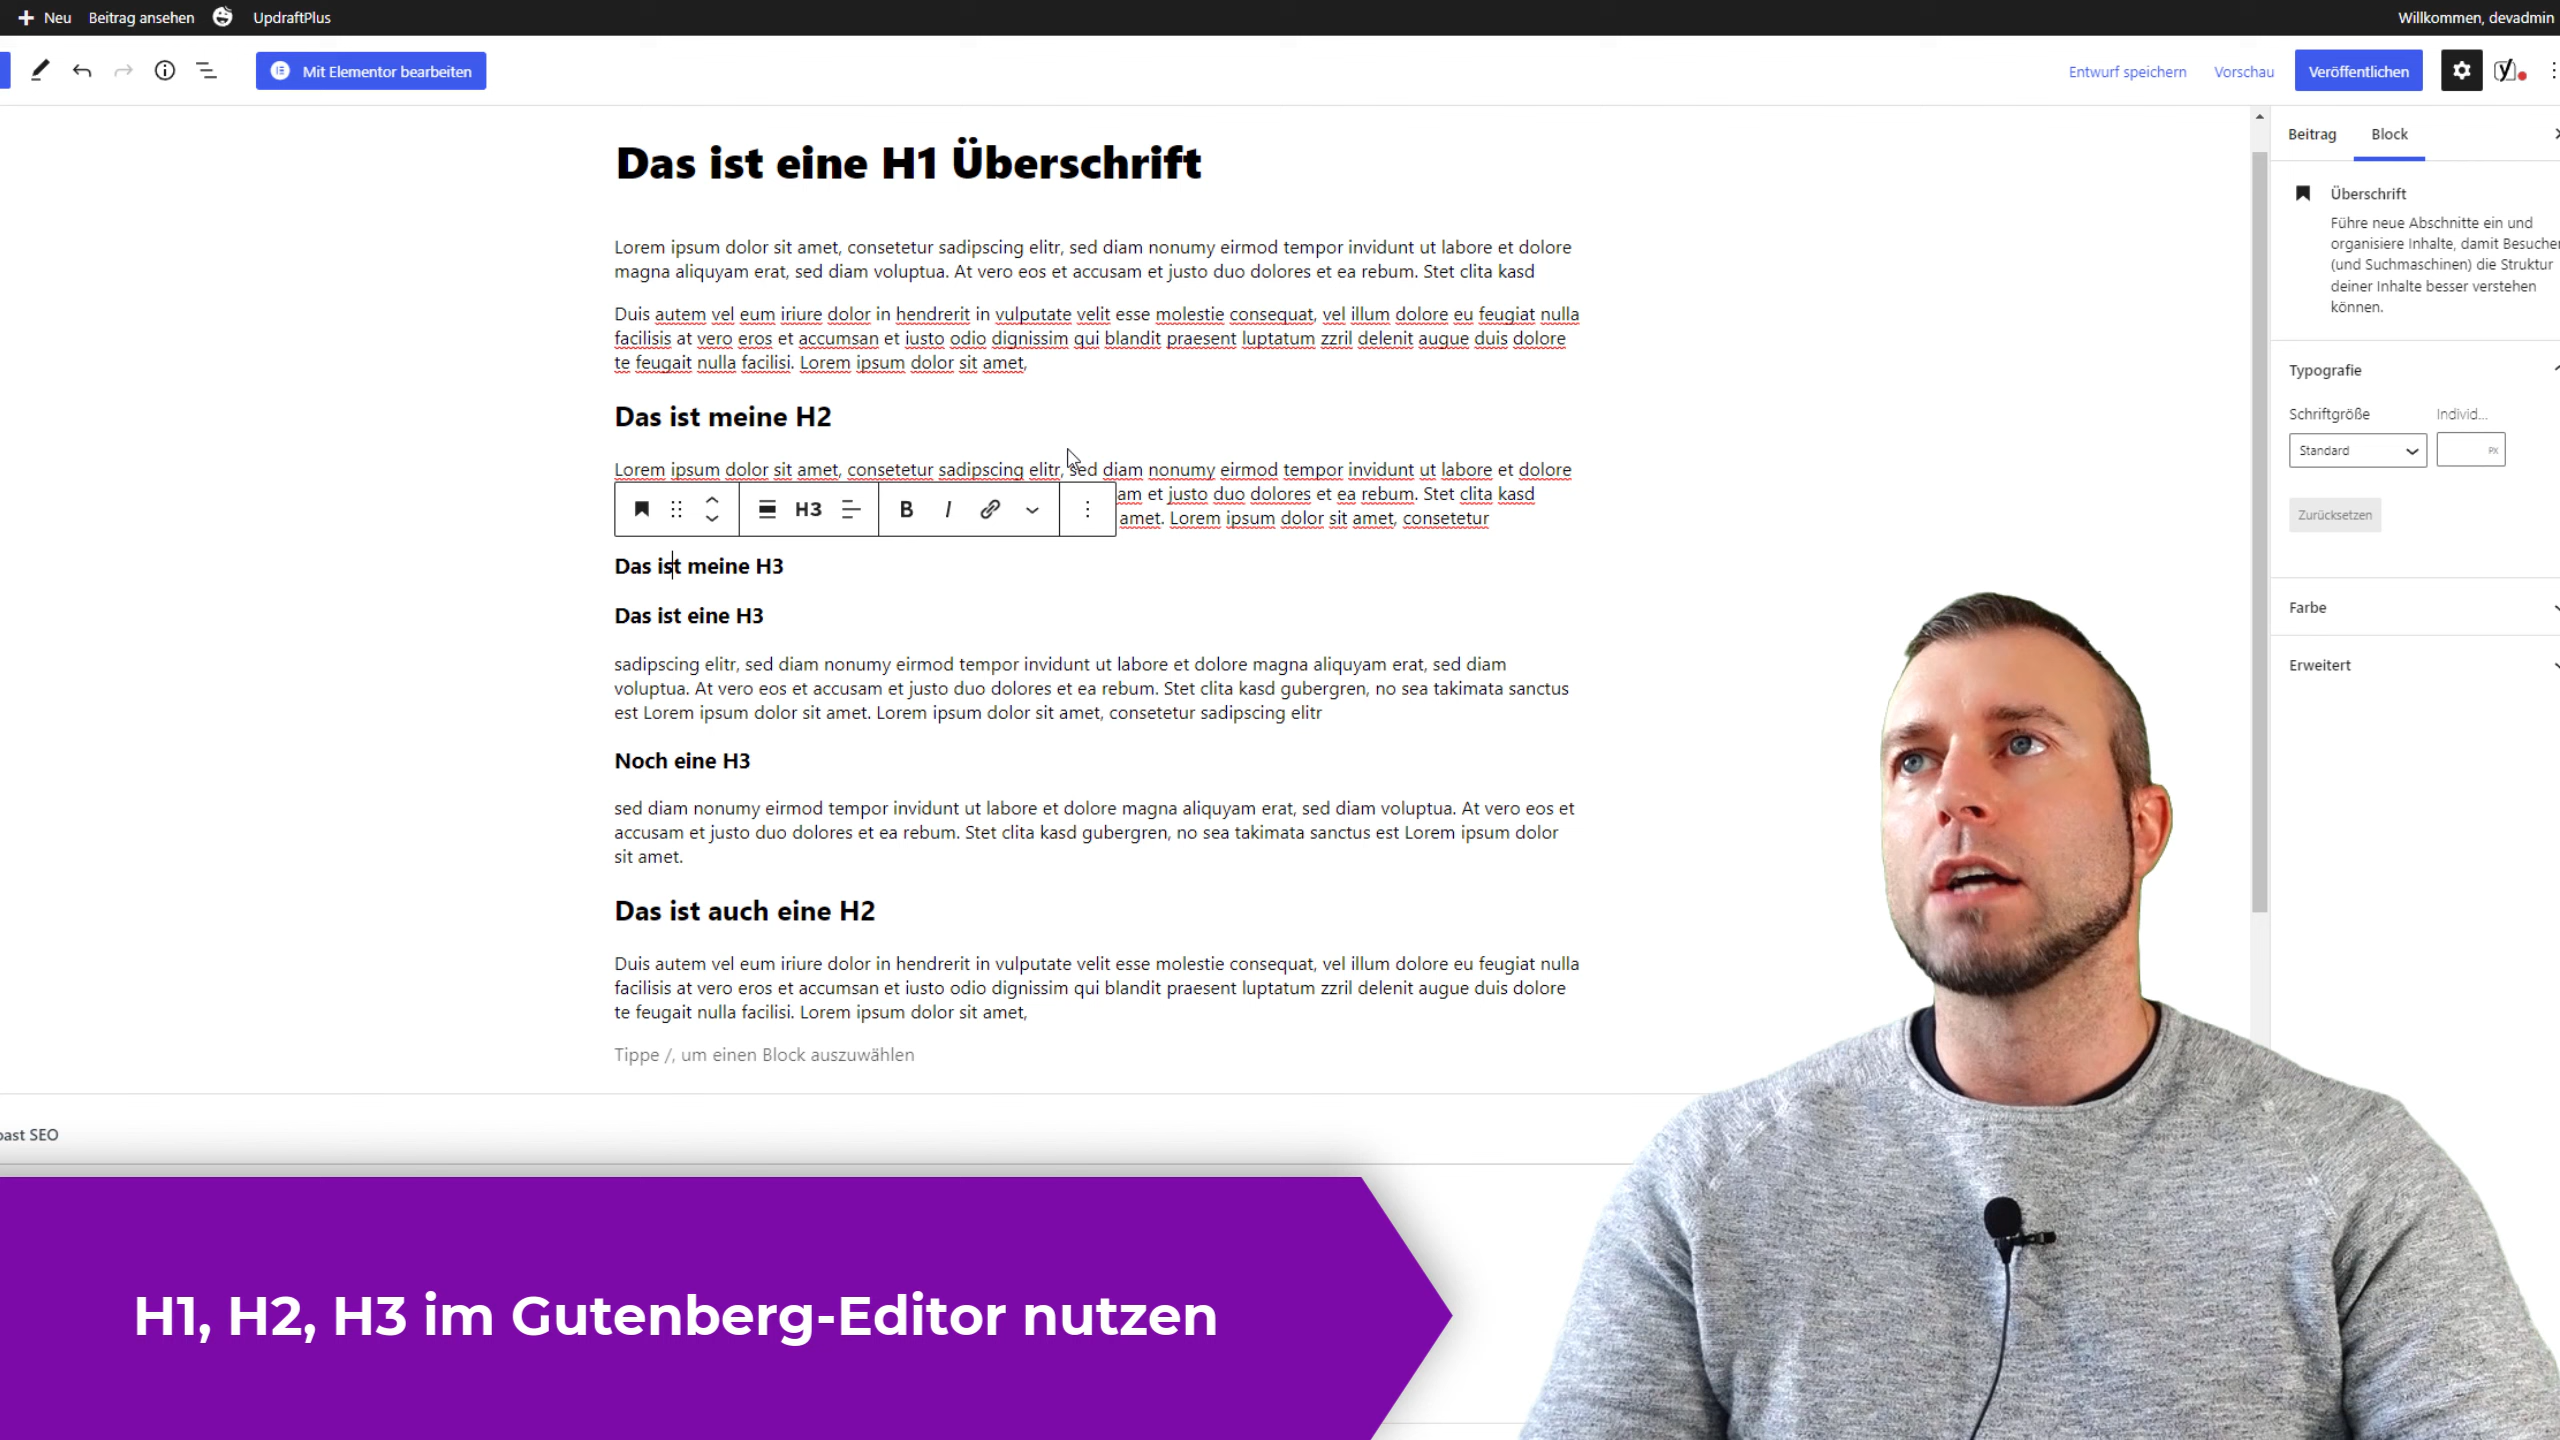 Neu Beitrag ansehen UpdraftPlus Willkommen, devadmin
Mit Elementor bearbeiten Entwurf speichern Vorschau Veröffentlichen
Beitrag Block
Das ist eine H1 Überschrift
Überschrift
Führe neue Abschnitte ein und
organisiere Inhalte, damit Besucher
(und Suchmaschinen) die Struktur
deiner Inhalte besser verstehen
können.
Lorem ipsum dolor sit amet, consetetur sadipscing elitr, sed diam nonumy eirmod tempor invidunt ut labore et dolore
magna aliquyam erat, sed diam voluptua. At vero eos et accusam et justo duo dolores et ea rebum. Stet clita kasd
Duis autem vel eum iriure dolor in hendrerit in vulputate velit esse molestie consequat, vel illum dolore eu feugiat nulla
facilisis at vero eros et accumsan et iusto odio dignissim qui blandit praesent luptatum zzril delenit augue duis dolore
te feugait nulla facilisi. Lorem ipsum dolor sit amet,
Typografie
Schriftgröße Individ...
Standard PX
Zurücksetzen
Farbe
Erweitert
Das ist meine H2
Lorem ipsum dolor sit amet, consetetur sadipscing elitr, sed diam nonumy eirmod tempor invidunt ut labore et dolore
am et justo duo dolores et ea rebum. Stet clita kasd
H3 B I
amet. Lorem ipsum dolor sit amet, consetetur
Das ist meine H3
Das ist eine H3
sadipscing elitr, sed diam nonumy eirmod tempor invidunt ut labore et dolore magna aliquyam erat, sed diam
voluptua. At vero eos et accusam et justo duo dolores et ea rebum. Stet clita kasd gubergren, no sea takimata sanctus
est Lorem ipsum dolor sit amet. Lorem ipsum dolor sit amet, consetetur sadipscing elitr
Noch eine H3
sed diam nonumy eirmod tempor invidunt ut labore et dolore magna aliquyam erat, sed diam voluptua. At vero eos et
accusam et justo duo dolores et ea rebum. Stet clita kasd gubergren, no sea takimata sanctus est Lorem ipsum dolor
sit amet.
Das ist auch eine H2
Duis autem vel eum iriure dolor in hendrerit in vulputate velit esse molestie consequat, vel illum dolore eu feugiat nulla
facilisis at vero eros et accumsan et iusto odio dignissim qui blandit praesent luptatum zzril delenit augue duis dolore
te feugait nulla facilisi. Lorem ipsum dolor sit amet,
Tippe /, um einen Block auszuwählen
oast SEO
H1, H2, H3 im Gutenberg-Editor nutzen